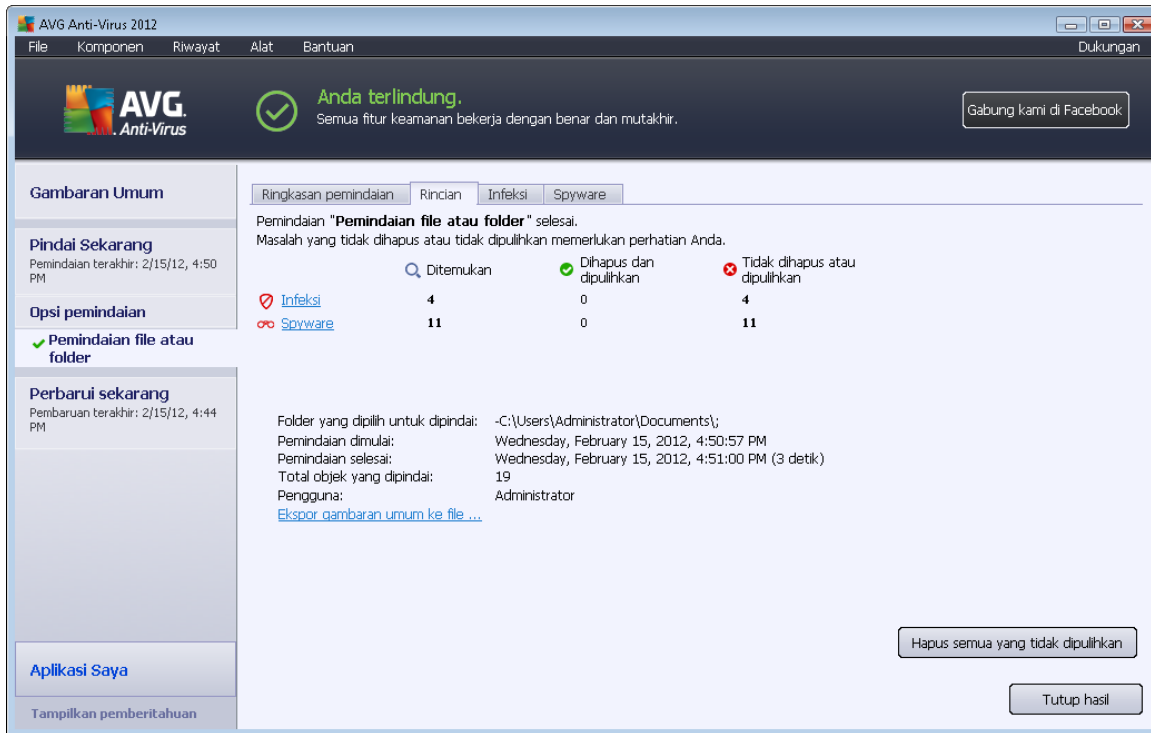 AVG Anti-Virus 2012
File Komponen Riwayat Alat Bantuan Dukungan
AVG.
Anti-Virus
Anda terlindung.
Semua fitur keamanan bekerja dengan benar dan mutakhir.
Gabung kami di Facebook
Gambaran Umum
Pindai Sekarang
Pemindaian terakhir: 2/15/12, 4:50
PM
Opsi pemindaian
Pemindaian file atau
folder
Perbarui sekarang
Pembaruan terakhir: 2/15/12, 4:44
PM
Aplikasi Saya
Tampilkan pemberitahuan
Ringkasan pemindaian Rincian Infeksi Spyware
Pemindaian "Pemindaian file atau folder" selesai.
Masalah yang tidak dihapus atau tidak dipulihkan memerlukan perhatian Anda.
Ditemukan
Dihapus dan
dipulihkan
Tidak dihapus atau
dipulihkan
Infeksi 4 0 4
Spyware 11 0 11
Folder yang dipilih untuk dipindai: -C:\Users\Administrator\Documents\;
Pemindaian dimulai: Wednesday, February 15, 2012, 4:50:57 PM
Pemindaian selesai: Wednesday, February 15, 2012, 4:51:00 PM (3 detik)
Total objek yang dipindai: 19
Pengguna: Administrator
Ekspor gambaran umum ke file ...
Hapus semua yang tidak dipulihkan
Tutup hasil